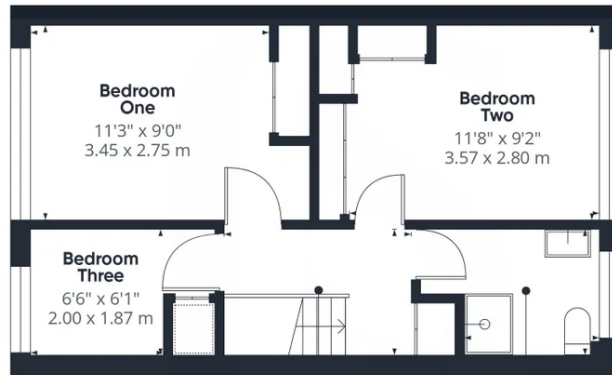 Bedroom
One
11'3" x 9'0"
3.45 x 2.75 m
Bedroom
Two
11'8" x 9'2"
3.57 x 2.80 m
Bedroom
Three
6'6" x 6'1"
2.00 x 1.87 m